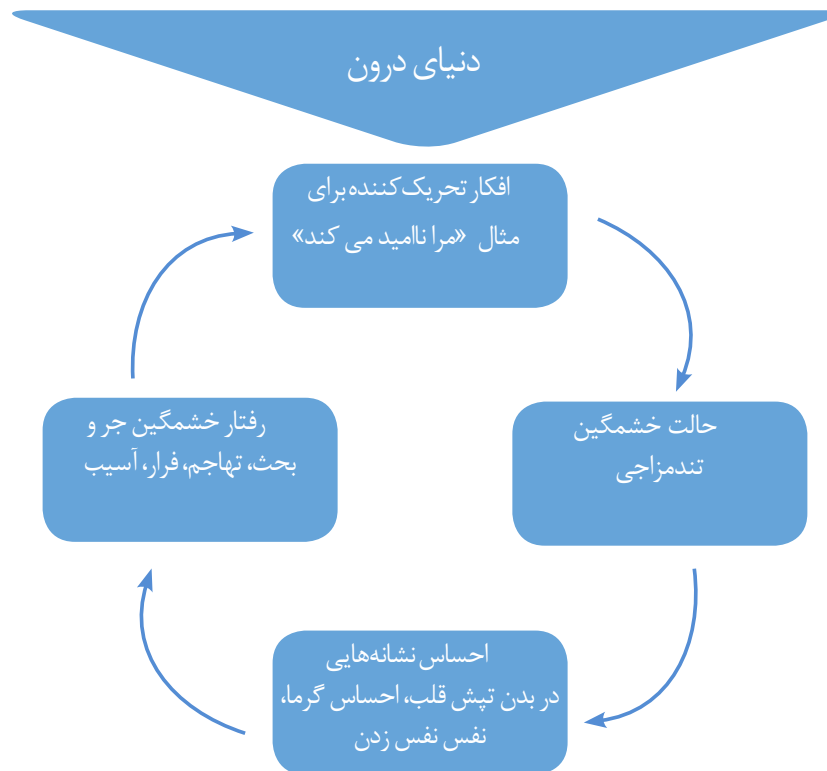 دنیای درون
افکار تحریک‌کننده برای
مثال «مرا ناامید می کند»
حالت خشمگین
تندمزاجی
احساس نشانه‌هایی
در بدن تپش قلب، احساس گرما،
نفس نفس زدن
رفتار خشمگین جر و
بحث، تهاجم، فرار، آسیب